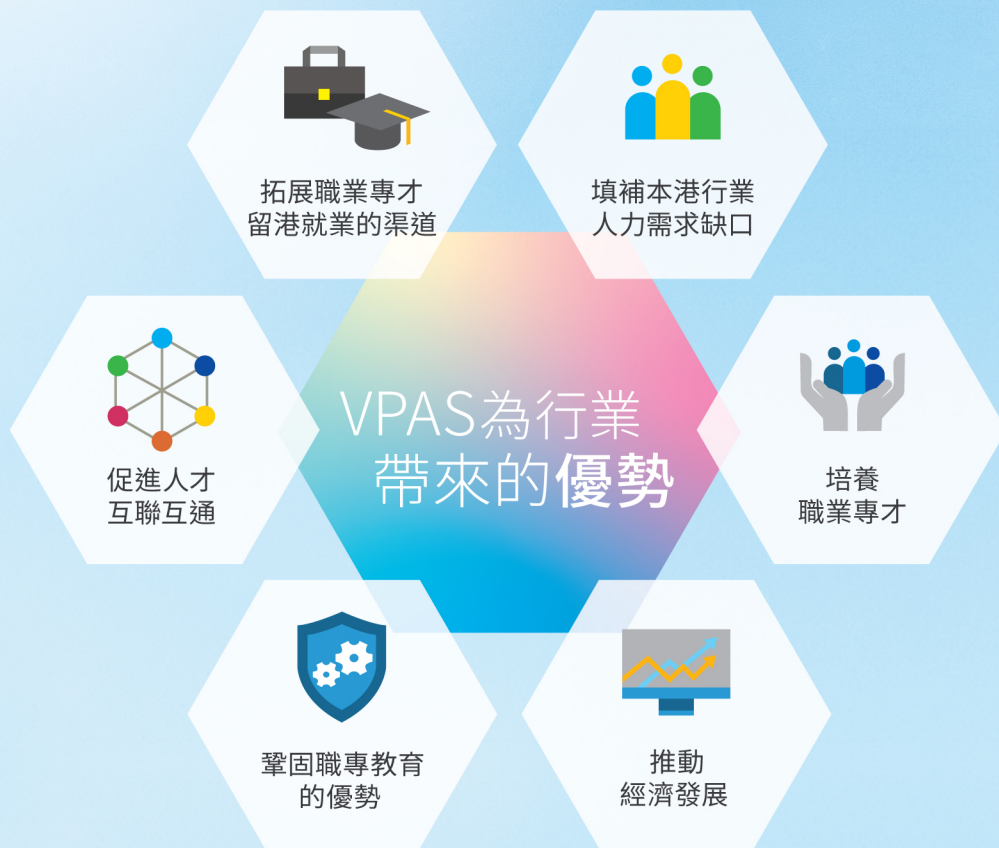 拓展職業專才
留港就業的渠道
填補本港行業
人力需求缺口
促進人才
互聯互通
VPAS為行業
帶來的優勢
培養
職業專才
鞏固職專教育
的優勢
推動
經濟發展